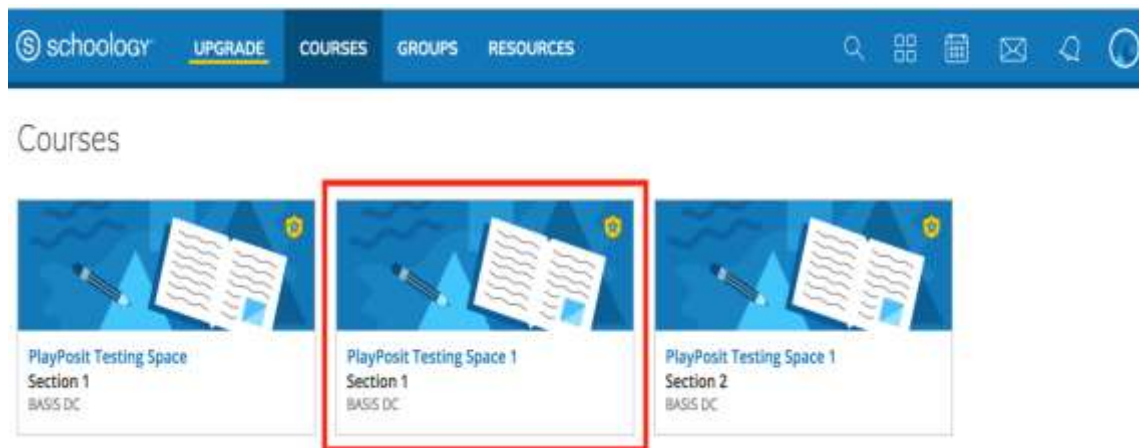 schoology UPGRADE COURSES GROUPS RESOURCES
Courses
PlayPosit Testing Space
Section 1
BASIS DC
PlayPosit Testing Space 1
Section 1
BASIS DC
PlayPosit Testing Space 1
Section 2
BASIS DC